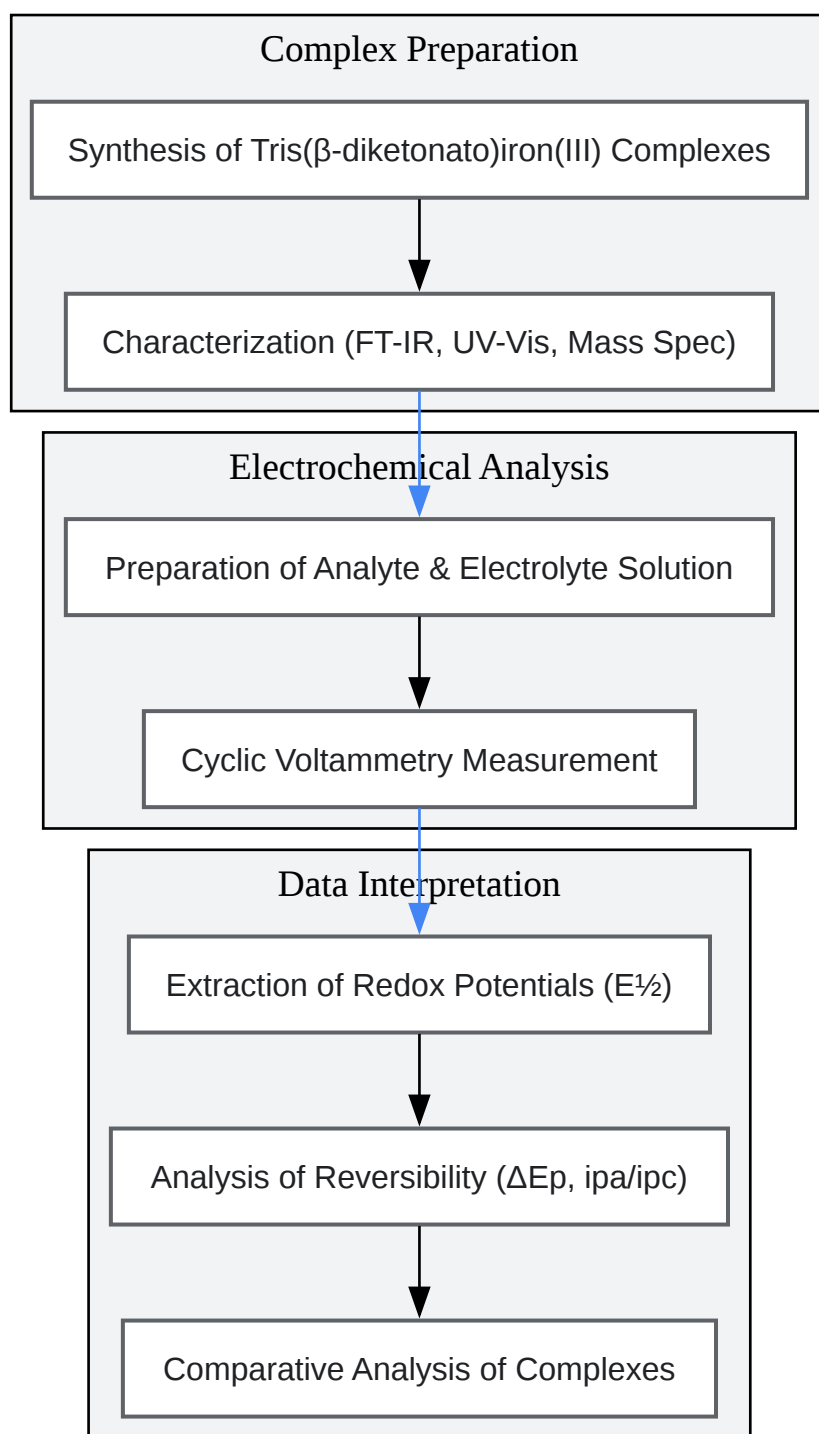 Complex Preparation
Synthesis of Tris(β-diketonato)iron(III) Complexes
Characterization (FT-IR, UV-Vis, Mass Spec)
Electrochemical Analysis
Preparation of Analyte & Electrolyte Solution
Cyclic Voltammetry Measurement
Data Interpretation
Extraction of Redox Potentials (E½)
Analysis of Reversibility (ΔEp, ipa/ipc)
Comparative Analysis of Complexes